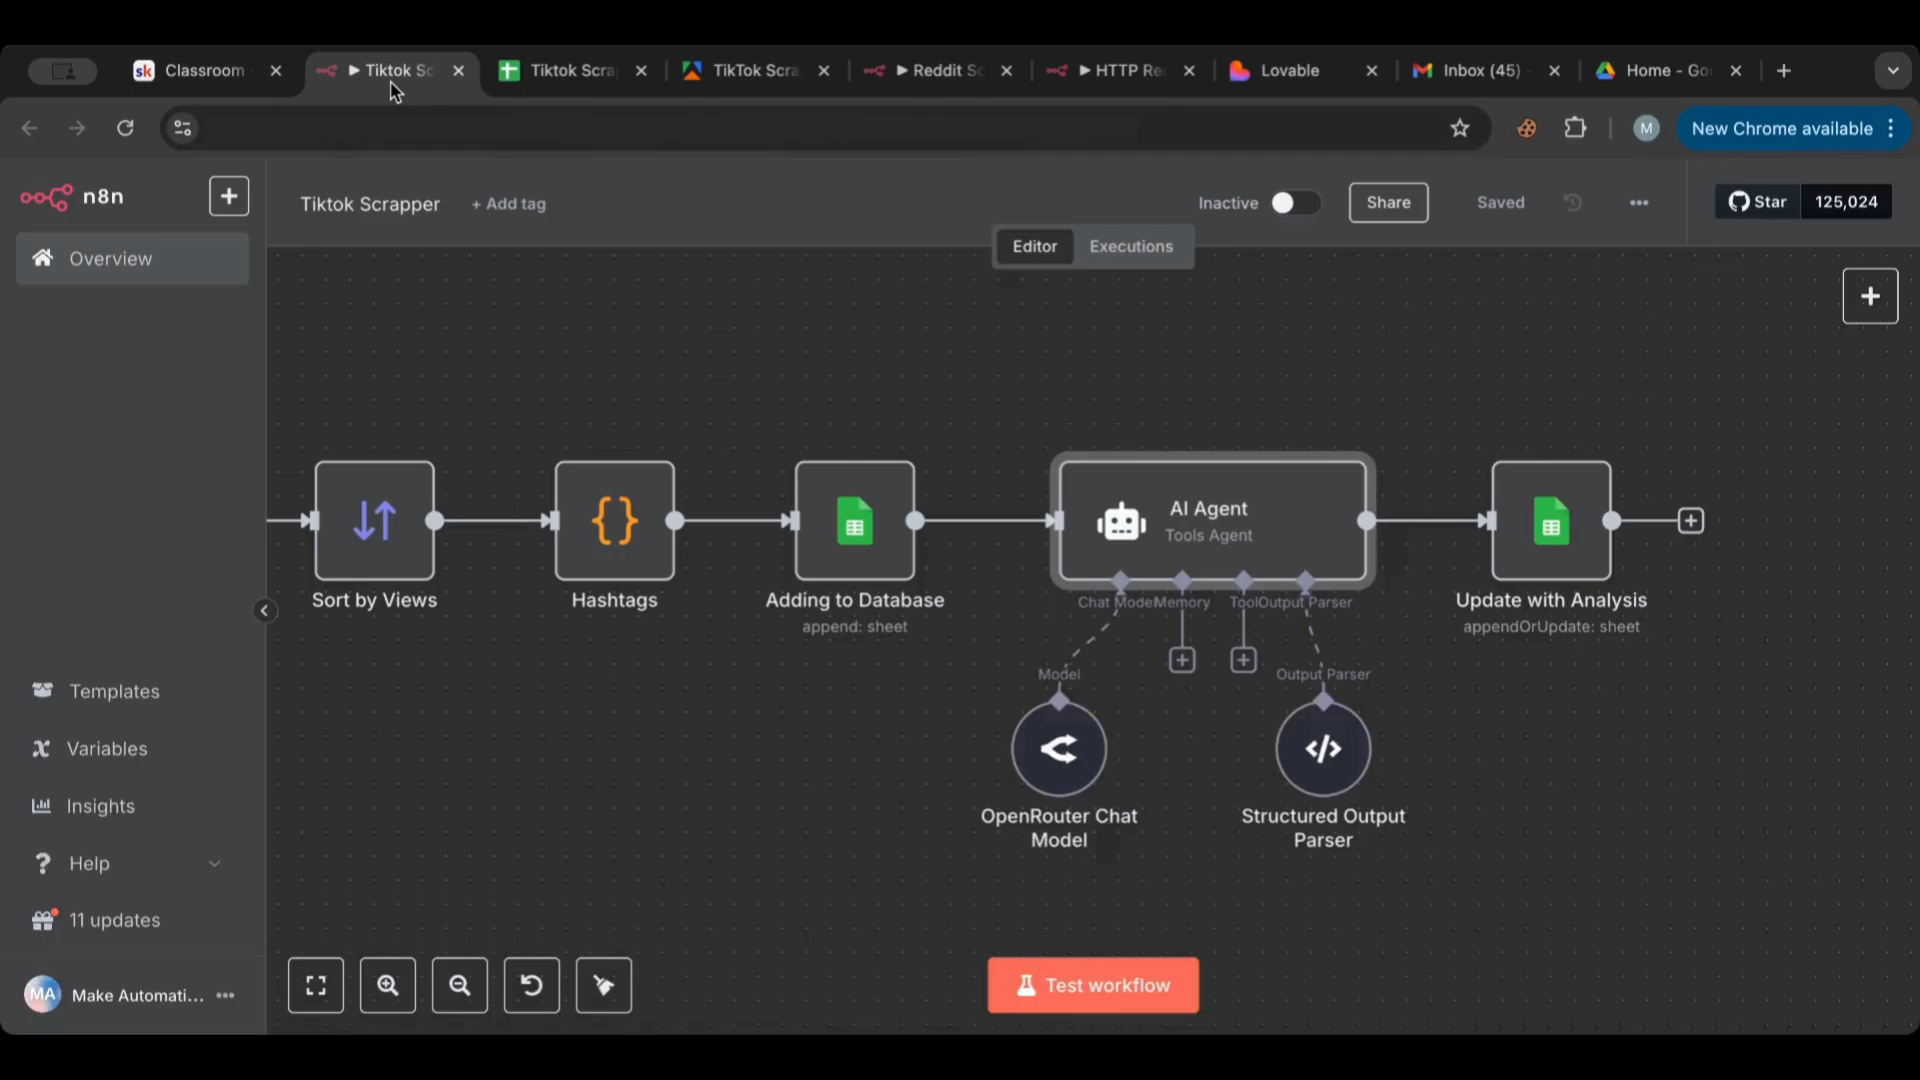 sk Classroom
Tiktok Sc
Tiktok Scra
TikTok Scra
Reddit Sc
HTTP Re
Lovable
Inbox (45)
Home - Go
M
New Chrome available
n8n
Tiktok Scrapper
+ Add tag
Inactive
Share
Saved
Star
125,024
Editor
Executions
Overview
Sort by Views
Hashtags
Adding to Database
append: sheet
AI Agent
Tools Agent
Chat Mode
Memory
Tool
Output Parser
Model
Output Parser
OpenRouter Chat
Model
Structured Output
Parser
Update with Analysis
appendOrUpdate: sheet
Templates
Variables
Insights
Help
11 updates
MA
Make Automati...
Test workflow